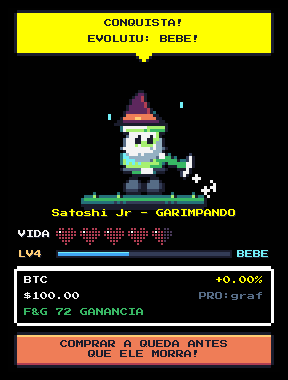 CONQUISTA!
EVOLUIU: BEBE!
Satoshi Jr - GARIMPANDO
VIDA
LV4 BEBE
BTC +0.00%
$100.00 PRO:graf
F&G 72 GANANCIA
COMPRAR A QUEDA ANTES
QUE ELE MORRA!